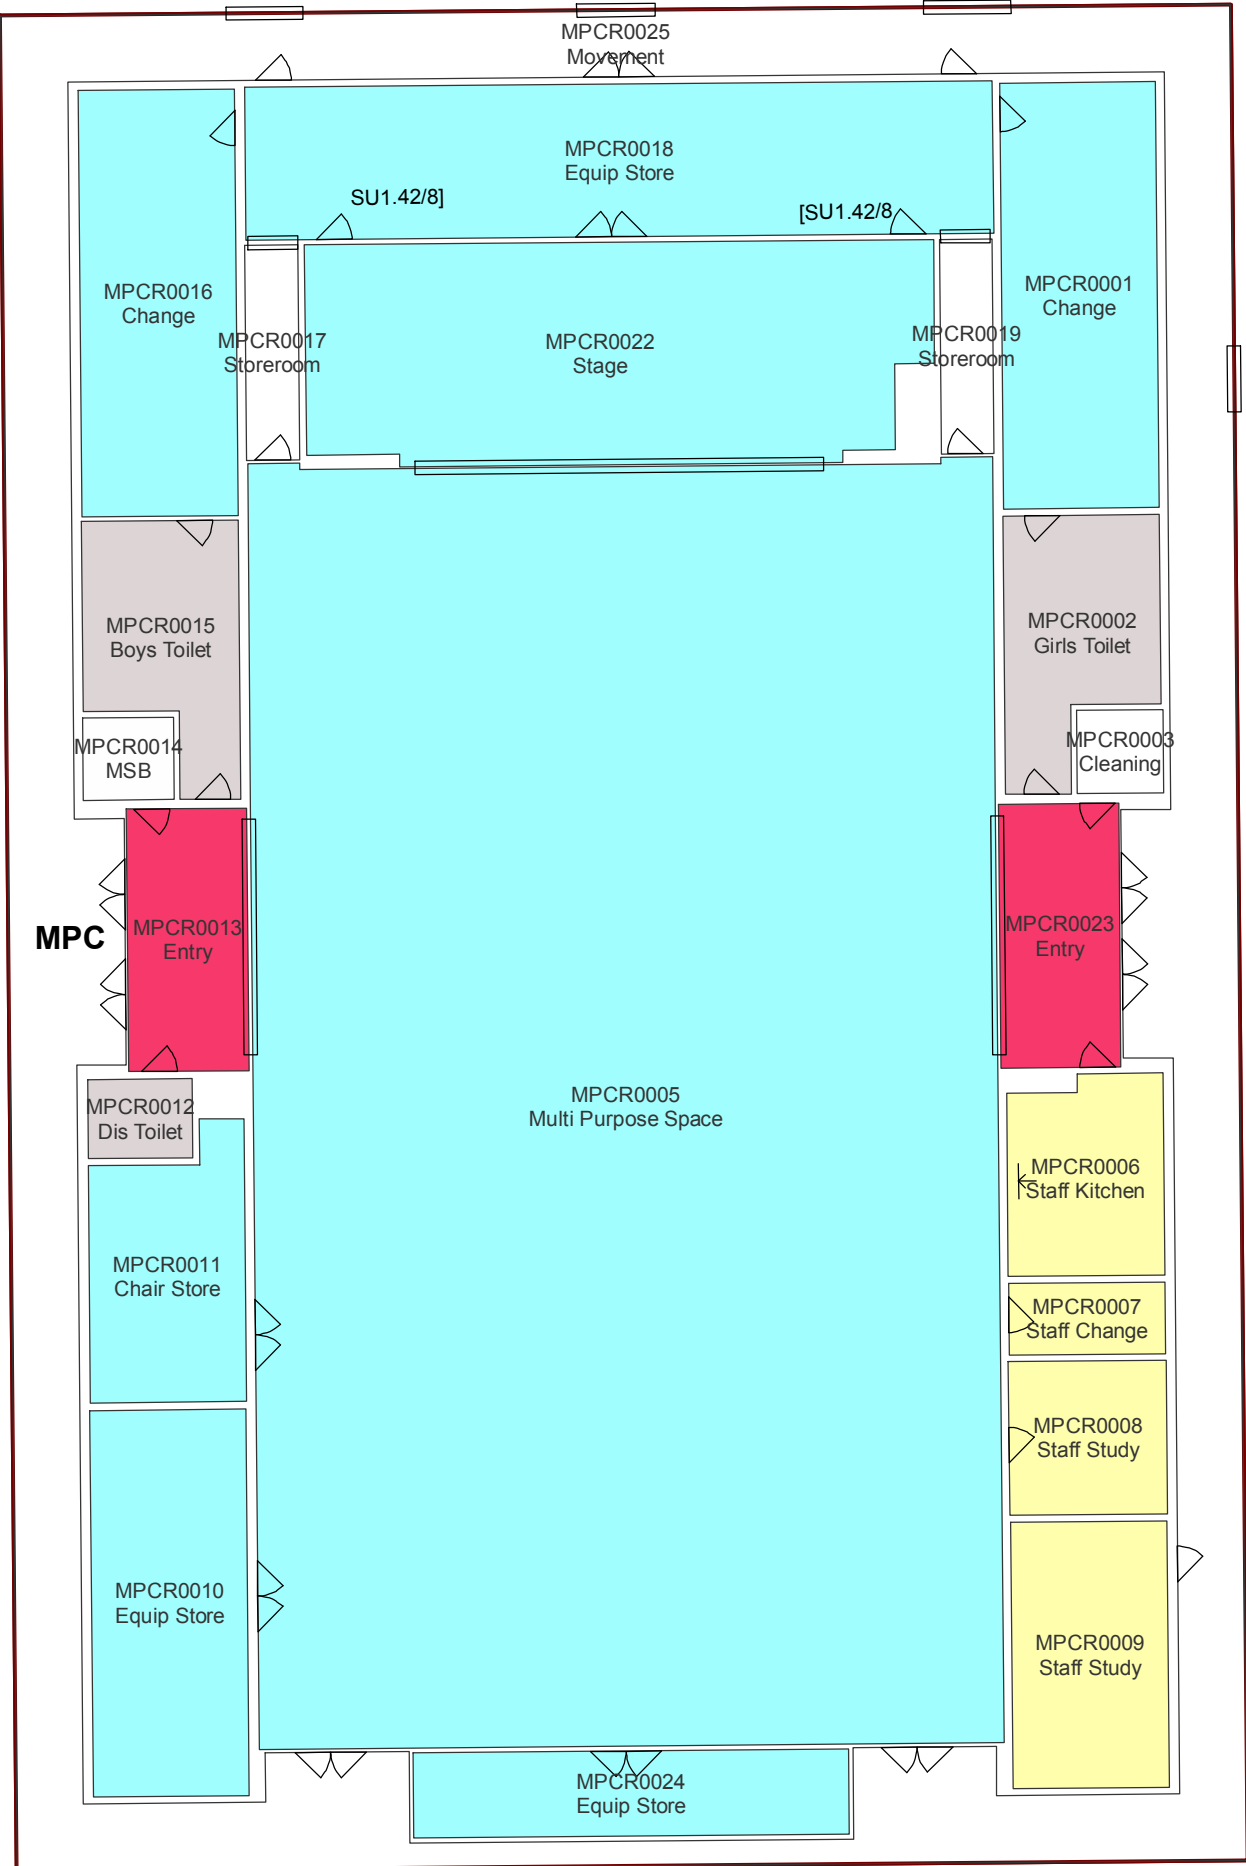 MPCR0025
Movement
MPCR0018
Equip Store
SU1.42/8]
[SU1.42/8
MPCR0016
Change
MPCR0001
Change
MPCR0017
Storeroom
MPCR0022
Stage
MPCR0019
Storeroom
MPCR0015
Boys Toilet
MPCR0002
Girls Toilet
MPCR0014
MSB
MPCR0003
Cleaning
MPC
MPCR0013
Entry
MPCR0023
Entry
MPCR0012
Dis Toilet
MPCR0005
Multi Purpose Space
MPCR0006
Staff Kitchen
MPCR0011
Chair Store
MPCR0007
Staff Change
MPCR0008
Staff Study
MPCR0010
Equip Store
MPCR0009
Staff Study
MPCR0024
Equip Store